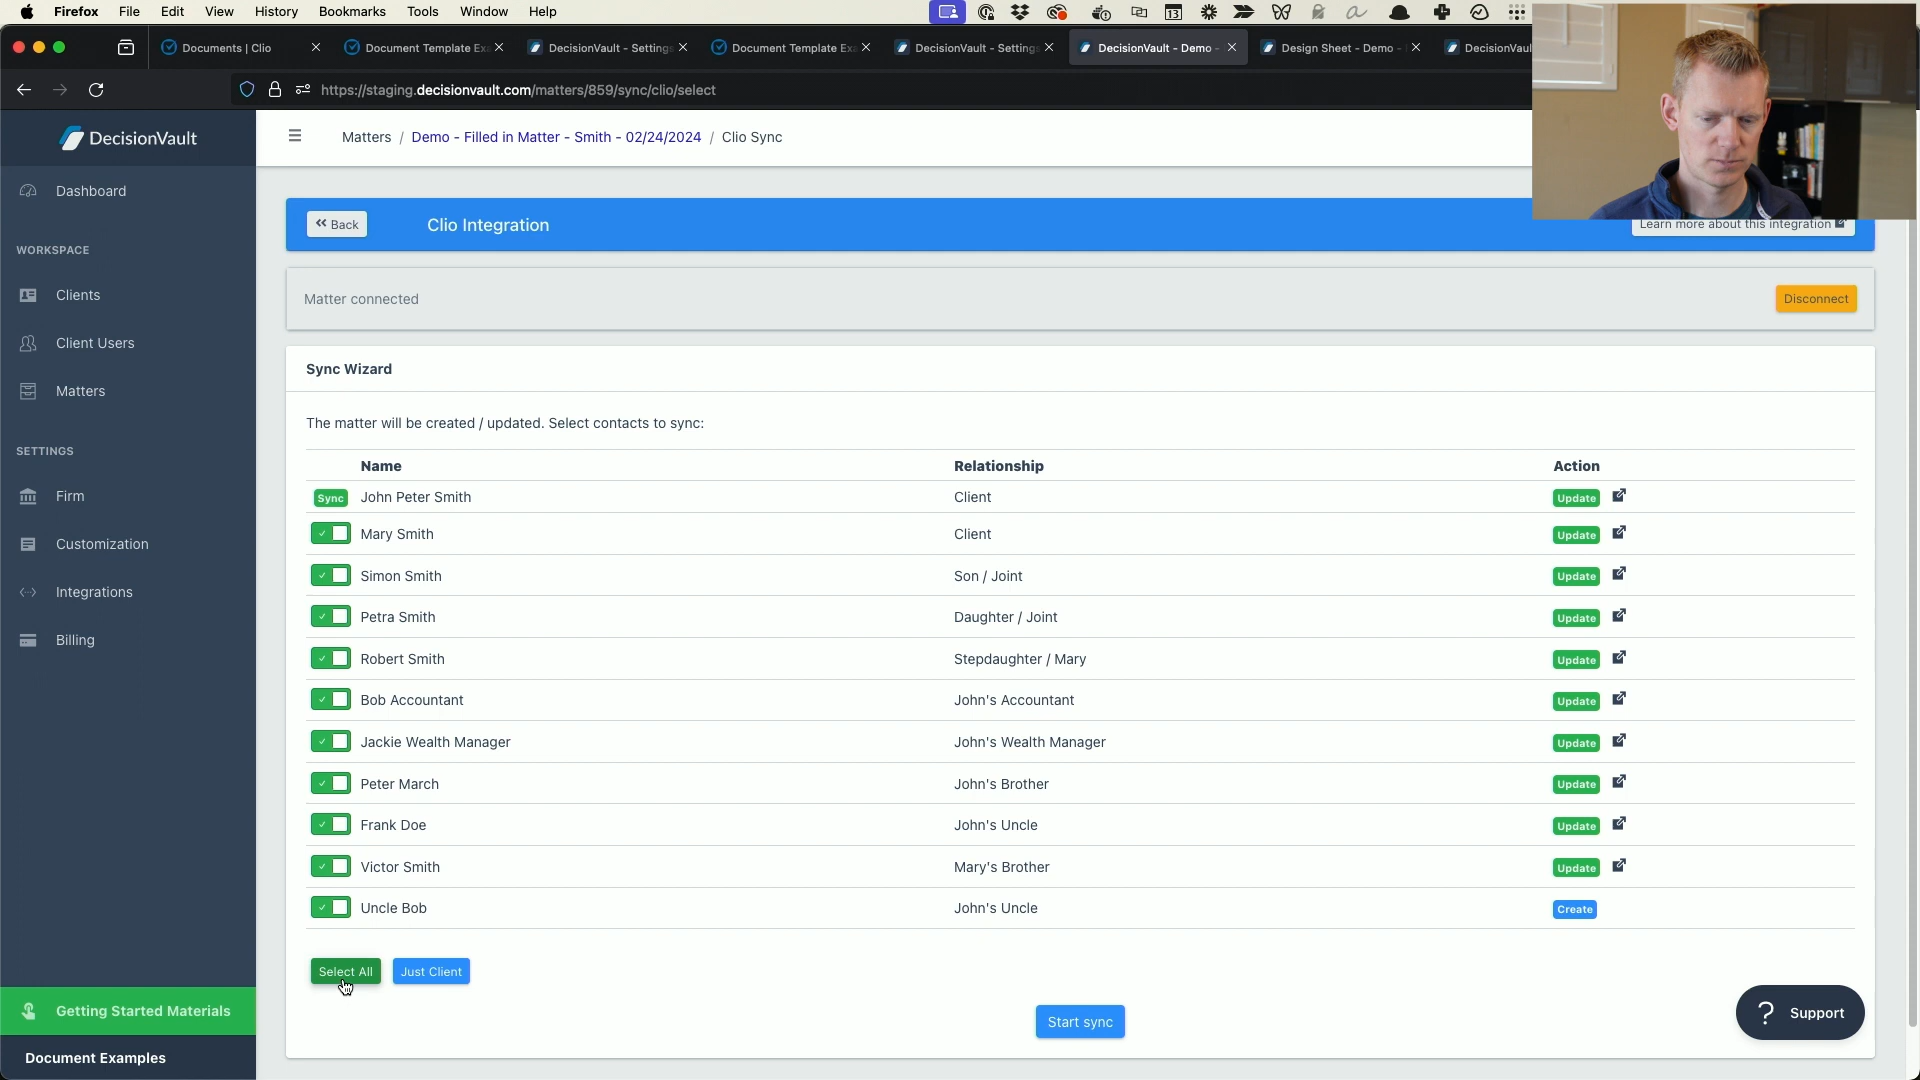 Firefox File Edit View History Bookmarks Tools Window Help
13
Documents | Clio
Document Template Exa
DecisionVault - Settings
Document Template Exa
DecisionVault - Settings
DecisionVault - Demo -
Design Sheet - Demo -
DecisionVaul
https://staging.decisionvault.com/matters/859/sync/clio/select
DecisionVault
Matters / Demo - Filled in Matter - Smith - 02/24/2024 / Clio Sync
Dashboard
WORKSPACE
Clients
Client Users
Matters
SETTINGS
Firm
Customization
Integrations
Billing
Getting Started Materials
Document Examples
Back
Clio Integration
Learn more about this integration
Matter connected
Disconnect
Sync Wizard
The matter will be created / updated. Select contacts to sync:
Name Relationship Action
Sync John Peter Smith Client Update
Mary Smith Client Update
Simon Smith Son / Joint Update
Petra Smith Daughter / Joint Update
Robert Smith Stepdaughter / Mary Update
Bob Accountant John's Accountant Update
Jackie Wealth Manager John's Wealth Manager Update
Peter March John's Brother Update
Frank Doe John's Uncle Update
Victor Smith Mary's Brother Update
Uncle Bob John's Uncle Create
Select All Just Client
Start sync
? Support